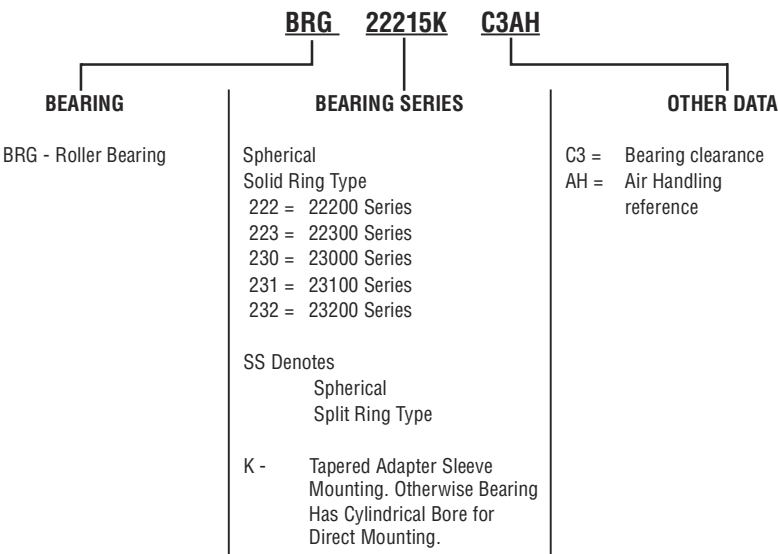 BRG 22215K C3AH
BEARING
BRG - Roller Bearing
BEARING SERIES
Spherical
Solid Ring Type
222 = 22200 Series
223 = 22300 Series
230 = 23000 Series
231 = 23100 Series
232 = 23200 Series
SS Denotes
Spherical
Split Ring Type
K - Tapered Adapter Sleeve
Mounting. Otherwise Bearing
Has Cylindrical Bore for
Direct Mounting.
OTHER DATA
C3 = Bearing clearance
AH = Air Handling
reference